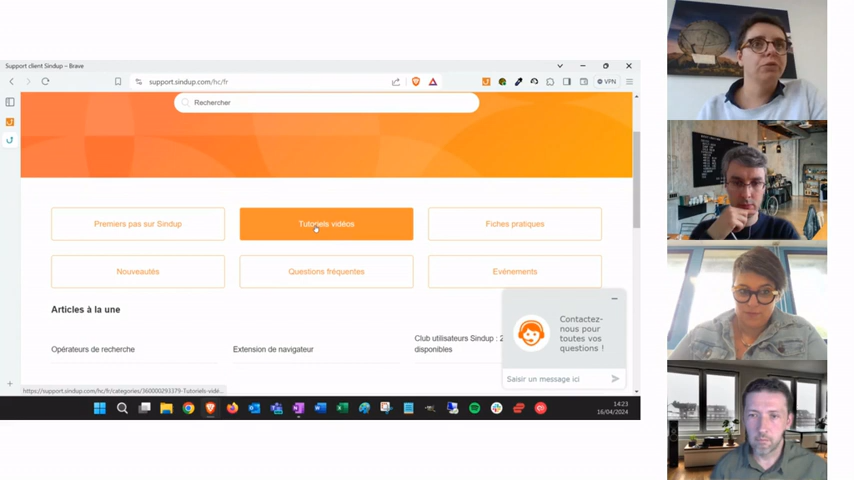 Support client Sindup – Brave
support.sindup.com/hc/fr
VPN
Rechercher
Premiers pas sur Sindup
Tutoriels vidéos
Fiches pratiques
Nouveautés
Questions fréquentes
Evénements
Articles à la une
Opérateurs de recherche
Extension de navigateur
Club utilisateurs Sindup : 2
disponibles
Contactez-
nous pour
toutes vos
questions !
Saisir un message ici
https://support.sindup.com/hc/fr/categories/360000293379-Tutoriels-vidé...
14:23
16/04/2024